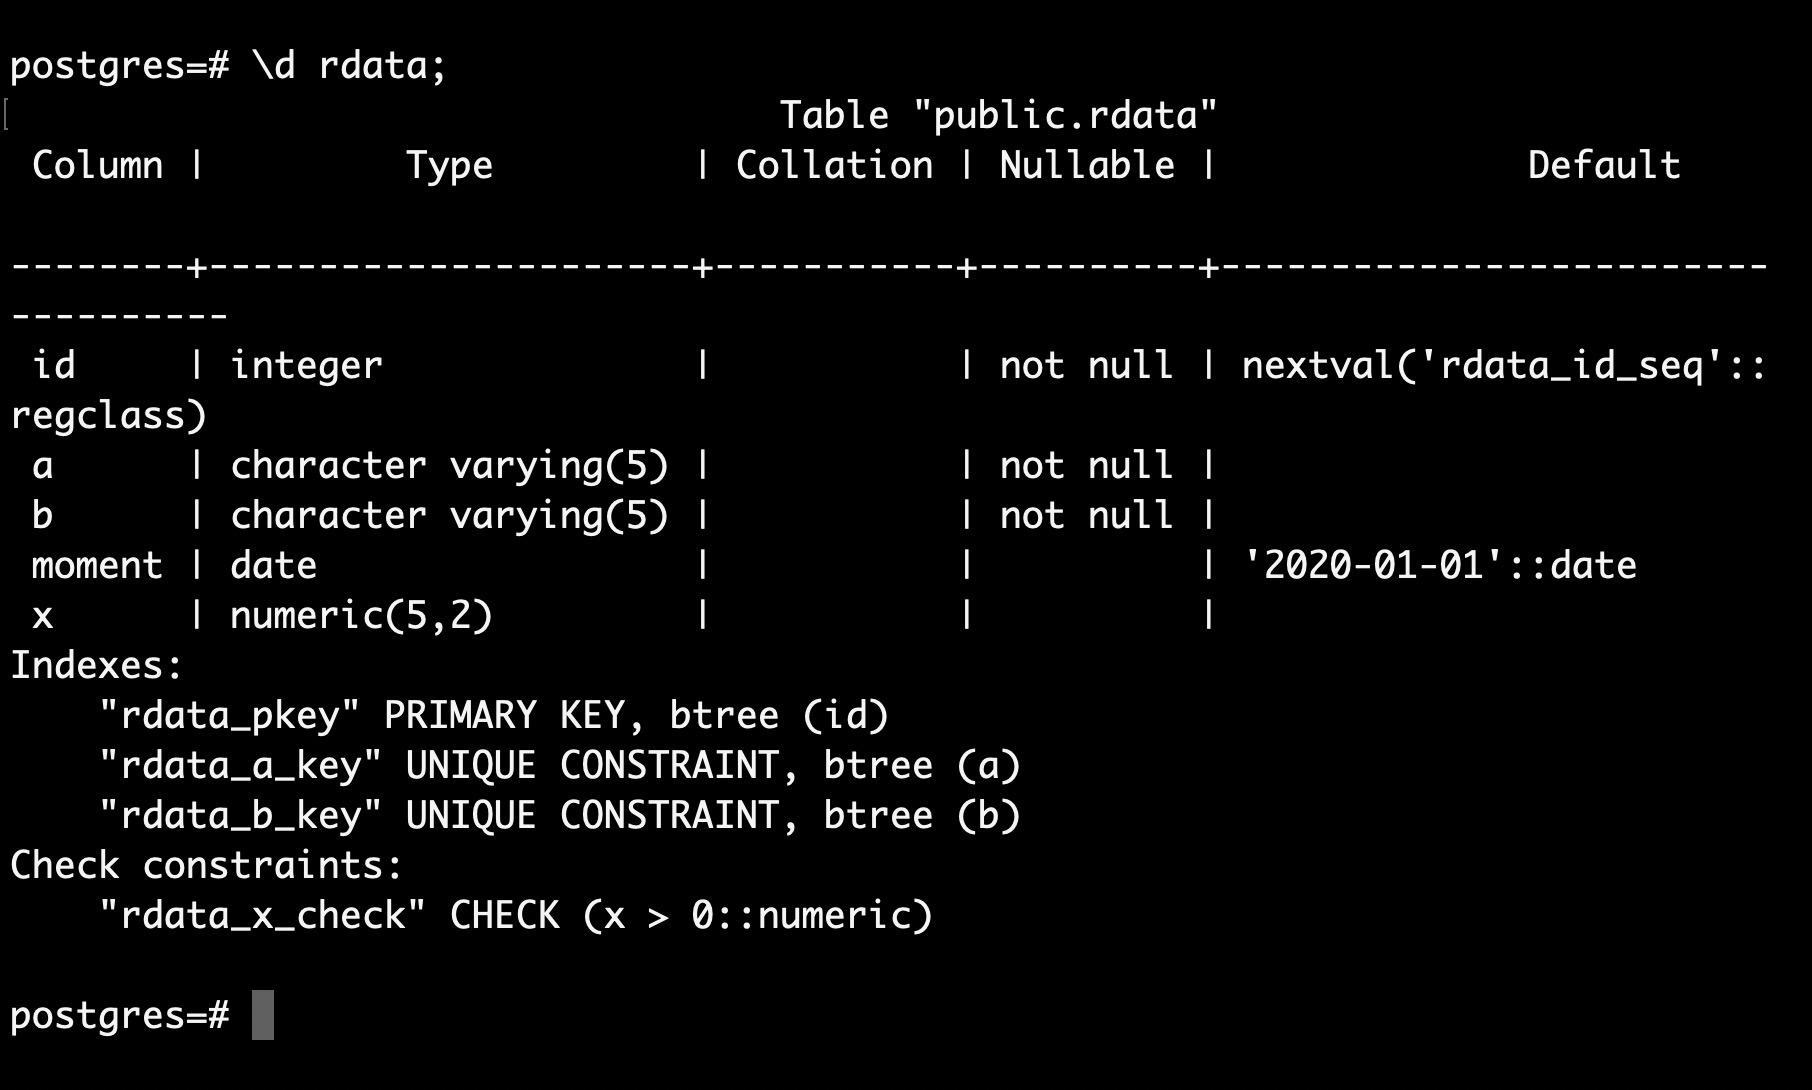 postgres=# \d rdata;
                                   Table "public.rdata"
 Column |         Type         | Collation | Nullable |              Default

--------+----------------------+-----------+----------+-------------------------
----------
 id     | integer              |           | not null | nextval('rdata_id_seq'::
regclass)
 a      | character varying(5) |           | not null |
 b      | character varying(5) |           | not null |
 moment | date                 |           |          | '2020-01-01'::date
 x      | numeric(5,2)         |           |          |
Indexes:
    "rdata_pkey" PRIMARY KEY, btree (id)
    "rdata_a_key" UNIQUE CONSTRAINT, btree (a)
    "rdata_b_key" UNIQUE CONSTRAINT, btree (b)
Check constraints:
    "rdata_x_check" CHECK (x > 0::numeric)

postgres=#